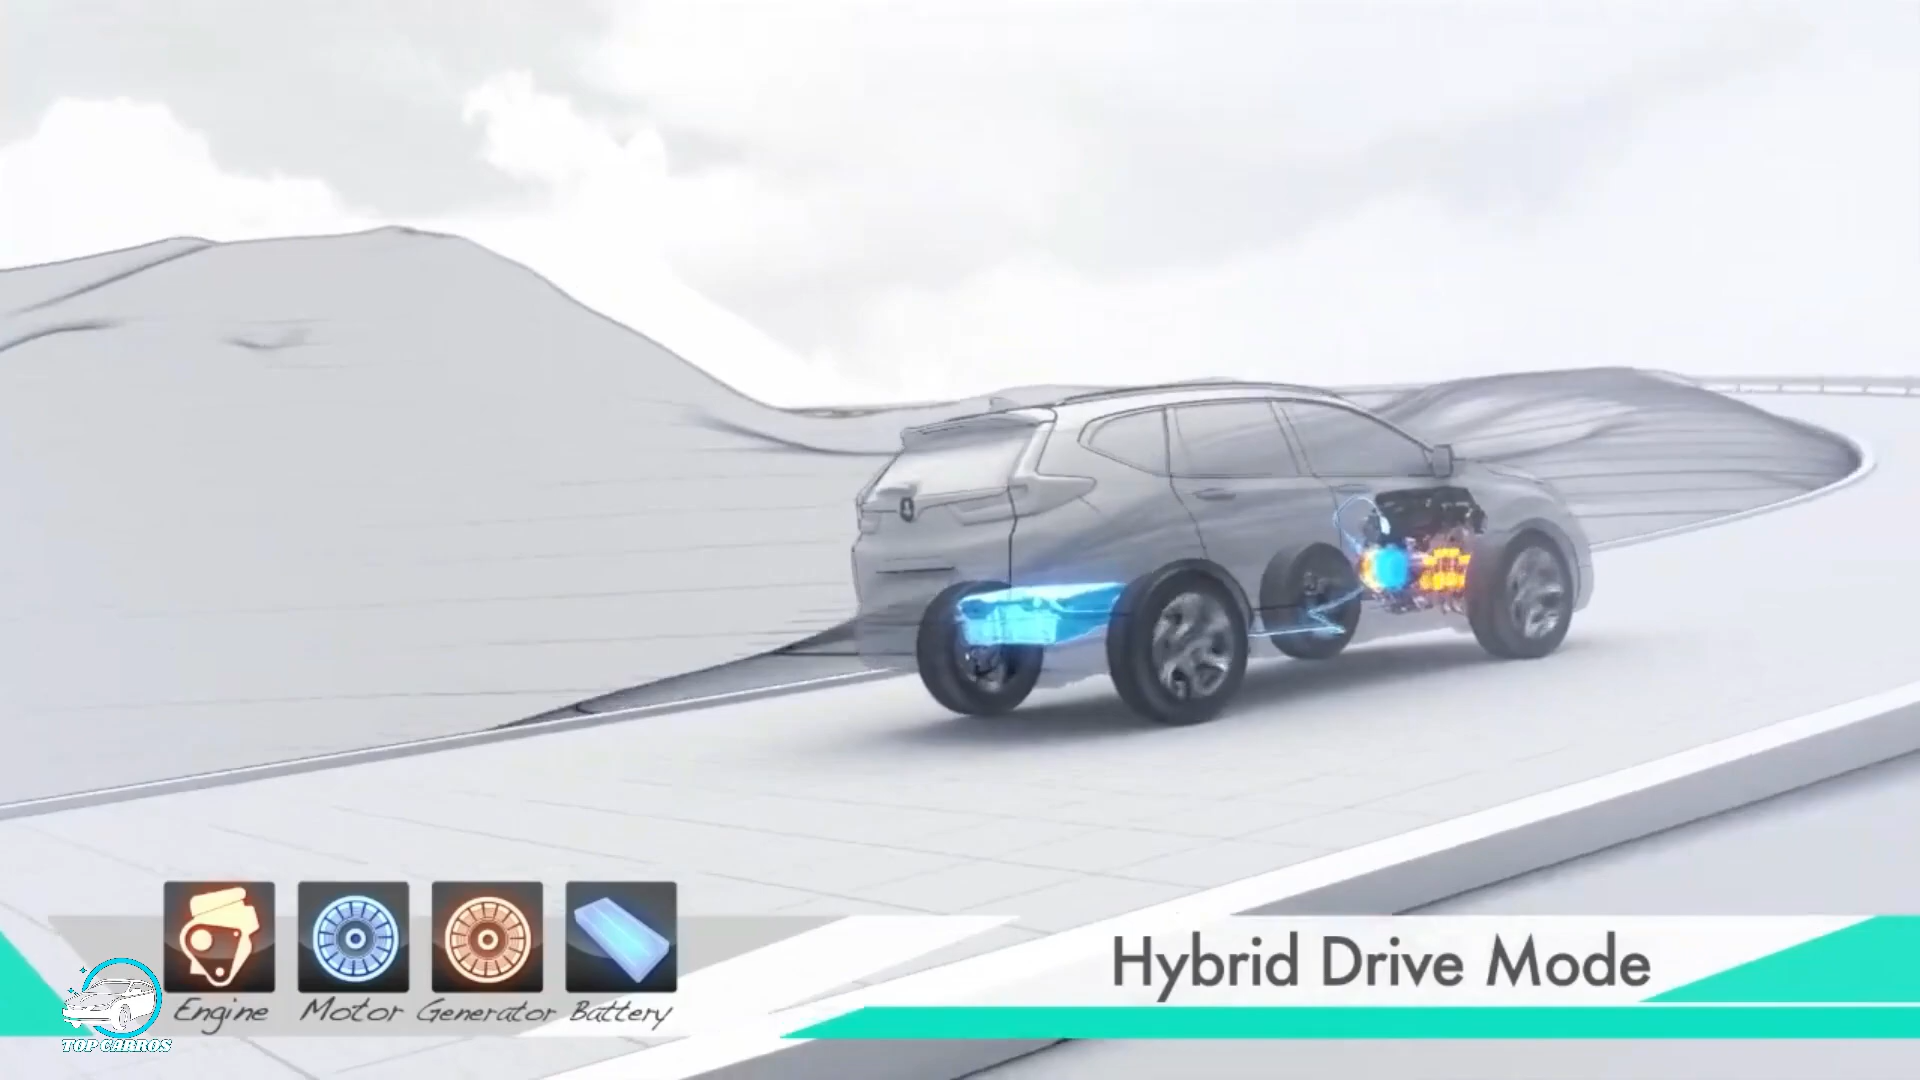 Hybrid Drive Mode
Engine
Motor
Generator
Battery
TOP CARROS